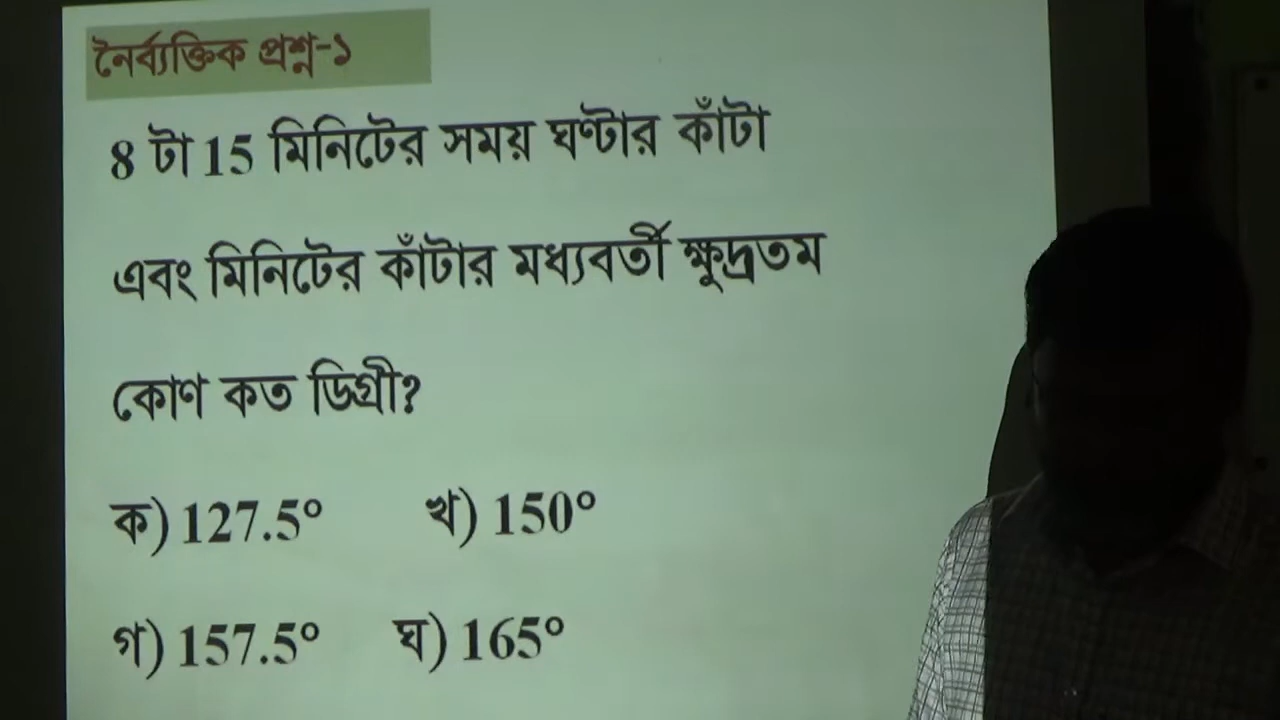 নৈর্ব্যক্তিক প্রশ্ন-১
8 টা 15 মিনিটের সময় ঘণ্টার কাঁটা
এবং মিনিটের কাঁটার মধ্যবর্তী ক্ষুদ্রতম
কোণ কত ডিগ্রী?
ক) 127.5° খ) 150°
গ) 157.5° ঘ) 165°